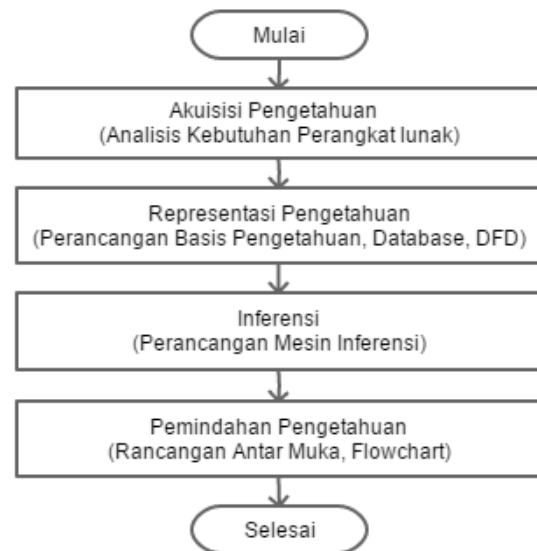 Mulai
Akuisisi Pengetahuan
(Analisis Kebutuhan Perangkat lunak)
Representasi Pengetahuan
(Perancangan Basis Pengetahuan, Database, DFD)
Inferensi
(Perancangan Mesin Inferensi)
Pemindahan Pengetahuan
(Rancangan Antar Muka, Flowchart)
Selesai